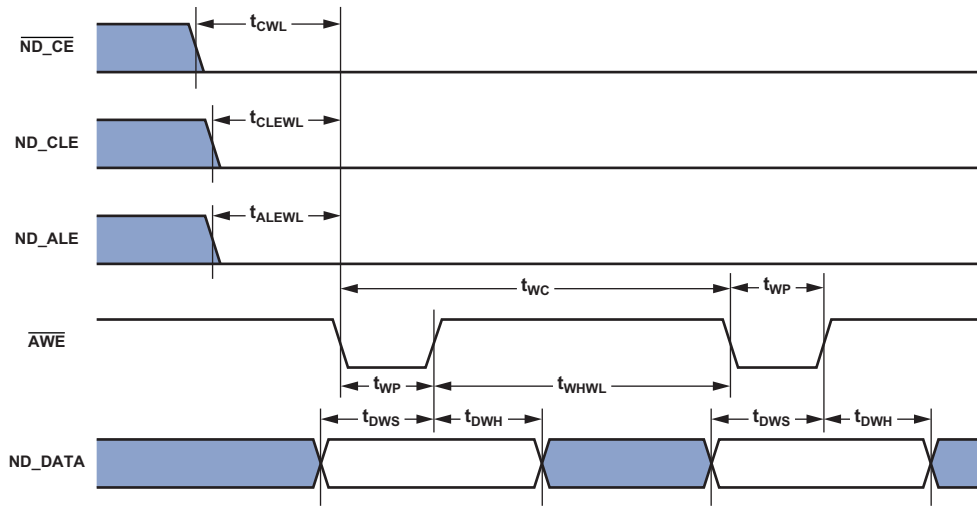 tCWL
ND_CE
tCLEWL
ND_CLE
tALEWL
ND_ALE
tWC
tWP
AWE
tWP
tWHWL
tDWS
tDWH
tDWS
tDWH
ND_DATA